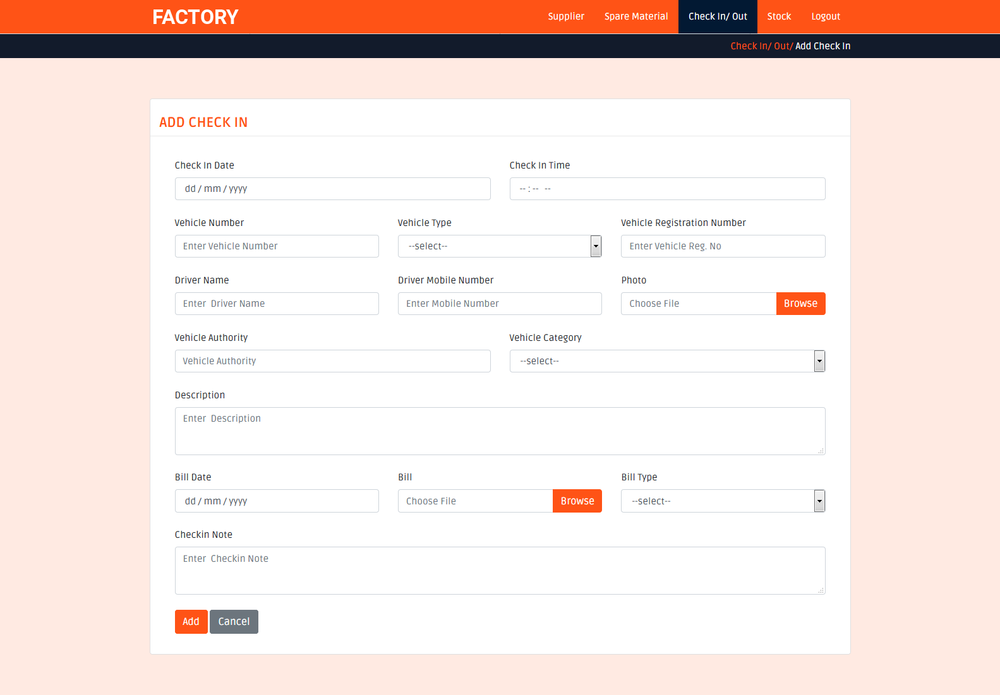 FACTORY Supplier Spare Material Check In/ Out Stock Logout
Check In/ Out/ Add Check In
ADD CHECK IN
Check In Date Check In Time
dd / mm / yyyy -- : -- --
Vehicle Number Vehicle Type Vehicle Registration Number
Enter Vehicle Number --select-- Enter Vehicle Reg. No
Driver Name Driver Mobile Number Photo
Enter Driver Name Enter Mobile Number Choose File Browse
Vehicle Authority Vehicle Category
Vehicle Authority --select--
Description
Enter Description
Bill Date Bill Bill Type
dd / mm / yyyy Choose File Browse --select--
Checkin Note
Enter Checkin Note
Add Cancel